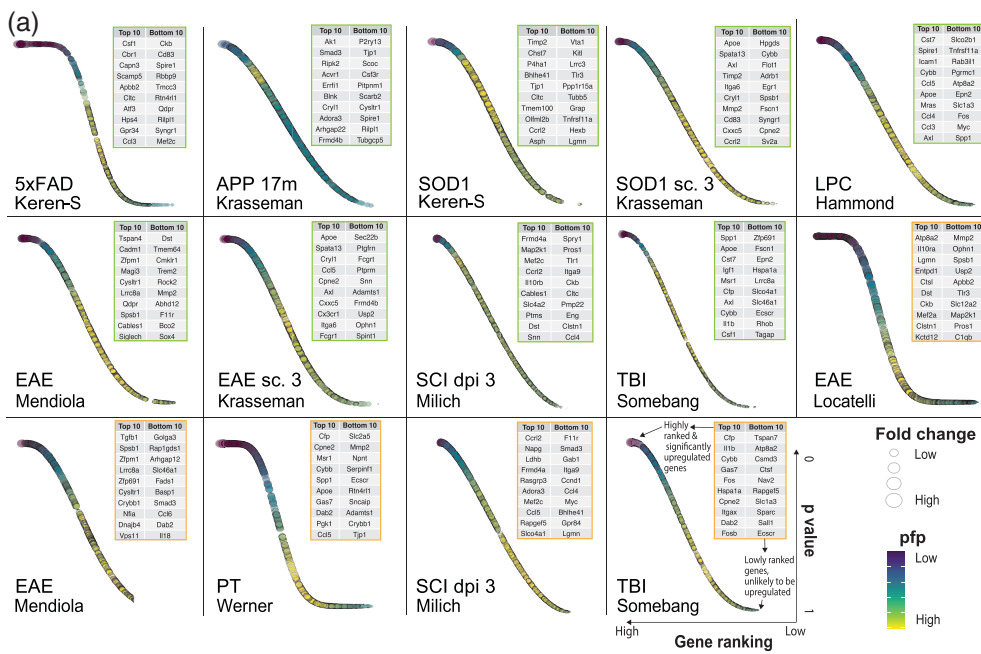 (a)
Top 10 Bottom 10
Csf1 Ckb
Cbr1 Cd83
Capn3 Spire1
Scamp5 Rbbp9
Apbb2 Tmcc3
Cltc Rtn4rl1
Atf3 Qdpr
Hps4 Rilpl1
Gpr34 Syngr1
Ccl3 Mef2c
5xFAD
Keren-S
Top 10 Bottom 10
Ak1 P2ry13
Smad3 Tjp1
Ripk2 Scoc
Acvr1 Csf3r
Errfi1 Pitpnm1
Blnk Scarb2
Cryl1 Cysltr1
Adora3 Spire1
Arhgap22 Rilpl1
Frmd4b Tubgcp5
APP 17m
Krasseman
Top 10 Bottom 10
Timp2 Vta1
Chst7 Kitl
P4ha1 Lrrc3
Bhlhe41 Tlr3
Tjp1 Ppp1r15a
Cltc Tubb5
Tmem100 Grap
Olfml2b Tnfrsf11a
Ccrl2 Hexb
Asph Lgmn
SOD1
Keren-S
Top 10 Bottom 10
Apoe Hpgds
Spata13 Cybb
Axl Flot1
Timp2 Adrb1
Itga6 Egr1
Cryl1 Spsb1
Mmp2 Fscn1
Cd83 Syngr1
Cxxc5 Cpne2
Ccrl2 Sv2a
SOD1 sc. 3
Krasseman
Top 10 Bottom 10
Cst7 Slco2b1
Spire1 Tnfrsf11a
Icam1 Rab3il1
Cybb Pgrmc1
Ccl5 Atp8a2
Apoe Epn2
Mras Slc1a3
Ccl4 Fos
Ccl3 Myc
Axl Spp1
LPC
Hammond
Top 10 Bottom 10
Tspan4 Dst
Cadm1 Tmem64
Zfpm1 Cmklr1
Magi3 Trem2
Cysltr1 Rock2
Lrrc8a Mmp2
Qdpr Abhd12
Spsb1 F11r
Cables1 Bco2
Siglech Sox4
EAE
Mendiola
Top 10 Bottom 10
Apoe Sec22b
Spata13 Ptgfrn
Cryl1 Fcgrt
Ccl5 Ptprm
Cpne2 Snn
Axl Adamts1
Cxxc5 Frmd4b
Cx3cr1 Usp2
Itga6 Ophn1
Fcgr1 Spint1
EAE sc. 3
Krasseman
Top 10 Bottom 10
Frmd4a Spry1
Map2k1 Pros1
Mef2c Tlr1
Ccrl2 Itga9
Il10rb Ckb
Cables1 Cltc
Slc4a2 Pmp22
Ptms Eng
Dst Clstn1
Snn Ccl4
SCI dpi 3
Milich
Top 10 Bottom 10
Spp1 Zfp691
Apoe Fscn1
Cst7 Epn2
Igf1 Hspa1a
Msr1 Lrrc8a
Cfp Slco4a1
Axl Slc46a1
Cybb Ecscr
Il1b Rhob
Csf1 Tagap
TBI
Somebang
Top 10 Bottom 10
Atp8a2 Mmp2
Il10ra Ophn1
Lgmn Spsb1
Entpd1 Usp2
Ctsl Apbb2
Dst Tlr3
Ckb Slc12a2
Mef2a Map2k1
Clstn1 Pros1
Kctd12 C1qb
EAE
Locatelli
Top 10 Bottom 10
Tgfb1 Golga3
Spsb1 Rap1gds1
Zfpm1 Arhgap12
Lrrc8a Slc46a1
Zfp691 Fads1
Cysltr1 Basp1
Crybb1 Smad3
Nfia Ccl6
Dnajb4 Dab2
Vps11 Il18
EAE
Mendiola
Top 10 Bottom 10
Cfp Slc2a5
Cpne2 Mmp2
Msr1 Npnt
Cybb Serpinf1
Spp1 Ecscr
Apoe Rtn4rl1
Gas7 Sncaip
Dab2 Adamts1
Pgk1 Crybb1
Ccl5 Tjp1
PT
Werner
Top 10 Bottom 10
Ccrl2 F11r
Napg Smad3
Ldhb Gab1
Frmd4a Itga9
Rasgrp3 Ccnd1
Adora3 Ccl4
Mef2c Myc
Ccl5 Bhlhe41
Rapgef5 Gpr84
Slco4a1 Lgmn
SCI dpi 3
Milich
Highly
ranked &
significantly
upregulated
genes
Top 10 Bottom 10
Cfp Tspan7
Il1b Atp8a2
Cybb Csmd3
Gas7 Ctsf
Fos Nav2
Hspa1a Rapgef5
Cpne2 Slc1a3
Itgax Sparc
Dab2 Sall1
Fosb Ecscr
Lowly ranked
genes,
unlikely to be
upregulated
TBI
Somebang
0
p value
1
High
Low
Gene ranking
Fold change
Low
High
pfp
Low
High